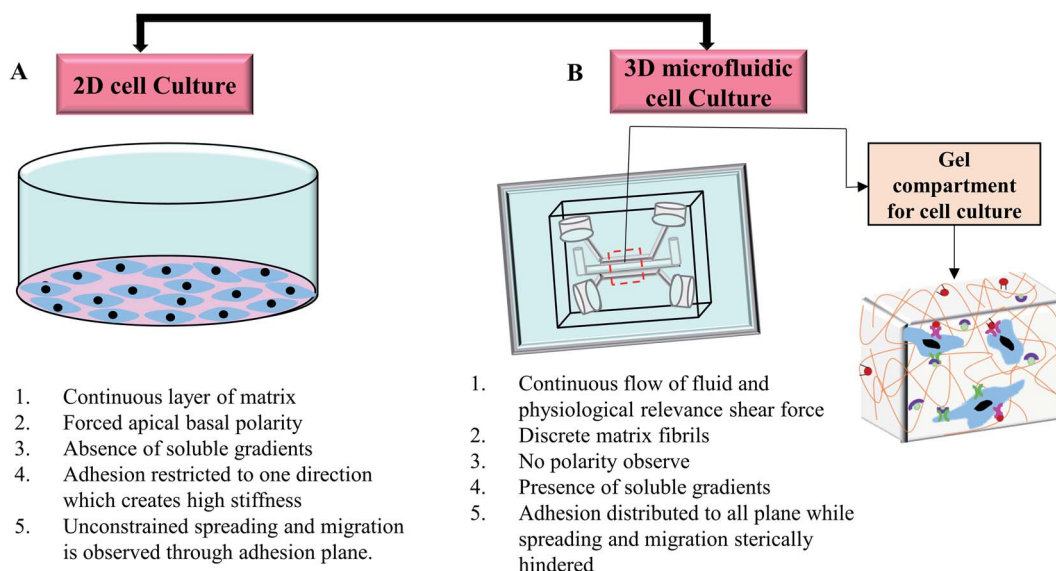 A
2D cell Culture
B
3D microfluidic
cell Culture
Gel
compartment
for cell culture
1. Continuous layer of matrix
2. Forced apical basal polarity
3. Absence of soluble gradients
4. Adhesion restricted to one direction
which creates high stiffness
5. Unconstrained spreading and migration
is observed through adhesion plane.
1. Continuous flow of fluid and
physiological relevance shear force
2. Discrete matrix fibrils
3. No polarity observe
4. Presence of soluble gradients
5. Adhesion distributed to all plane while
spreading and migration sterically
hindered